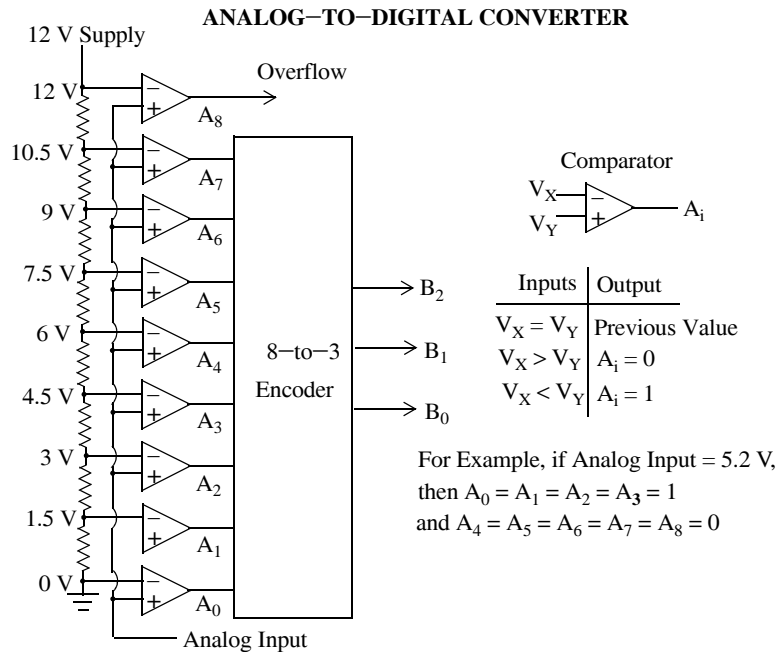 ANALOG−TO−DIGITAL CONVERTER
12 V Supply
Overflow
12 V
− +
A8
10.5 V
− +
A7
9 V
− +
A6
7.5 V
− +
A5
6 V
− +
A4
4.5 V
− +
A3
3 V
− +
A2
1.5 V
− +
A1
0 V
− +
A0
Analog Input
8−to−3
Encoder
B2
B1
B0
Comparator
VX
− +
VY
Ai
Inputs Output
VX = VY Previous Value
VX > VY Ai = 0
VX < VY Ai = 1
For Example, if Analog Input = 5.2 V,
then A0 = A1 = A2 = A3 = 1
and A4 = A5 = A6 = A7 = A8 = 0